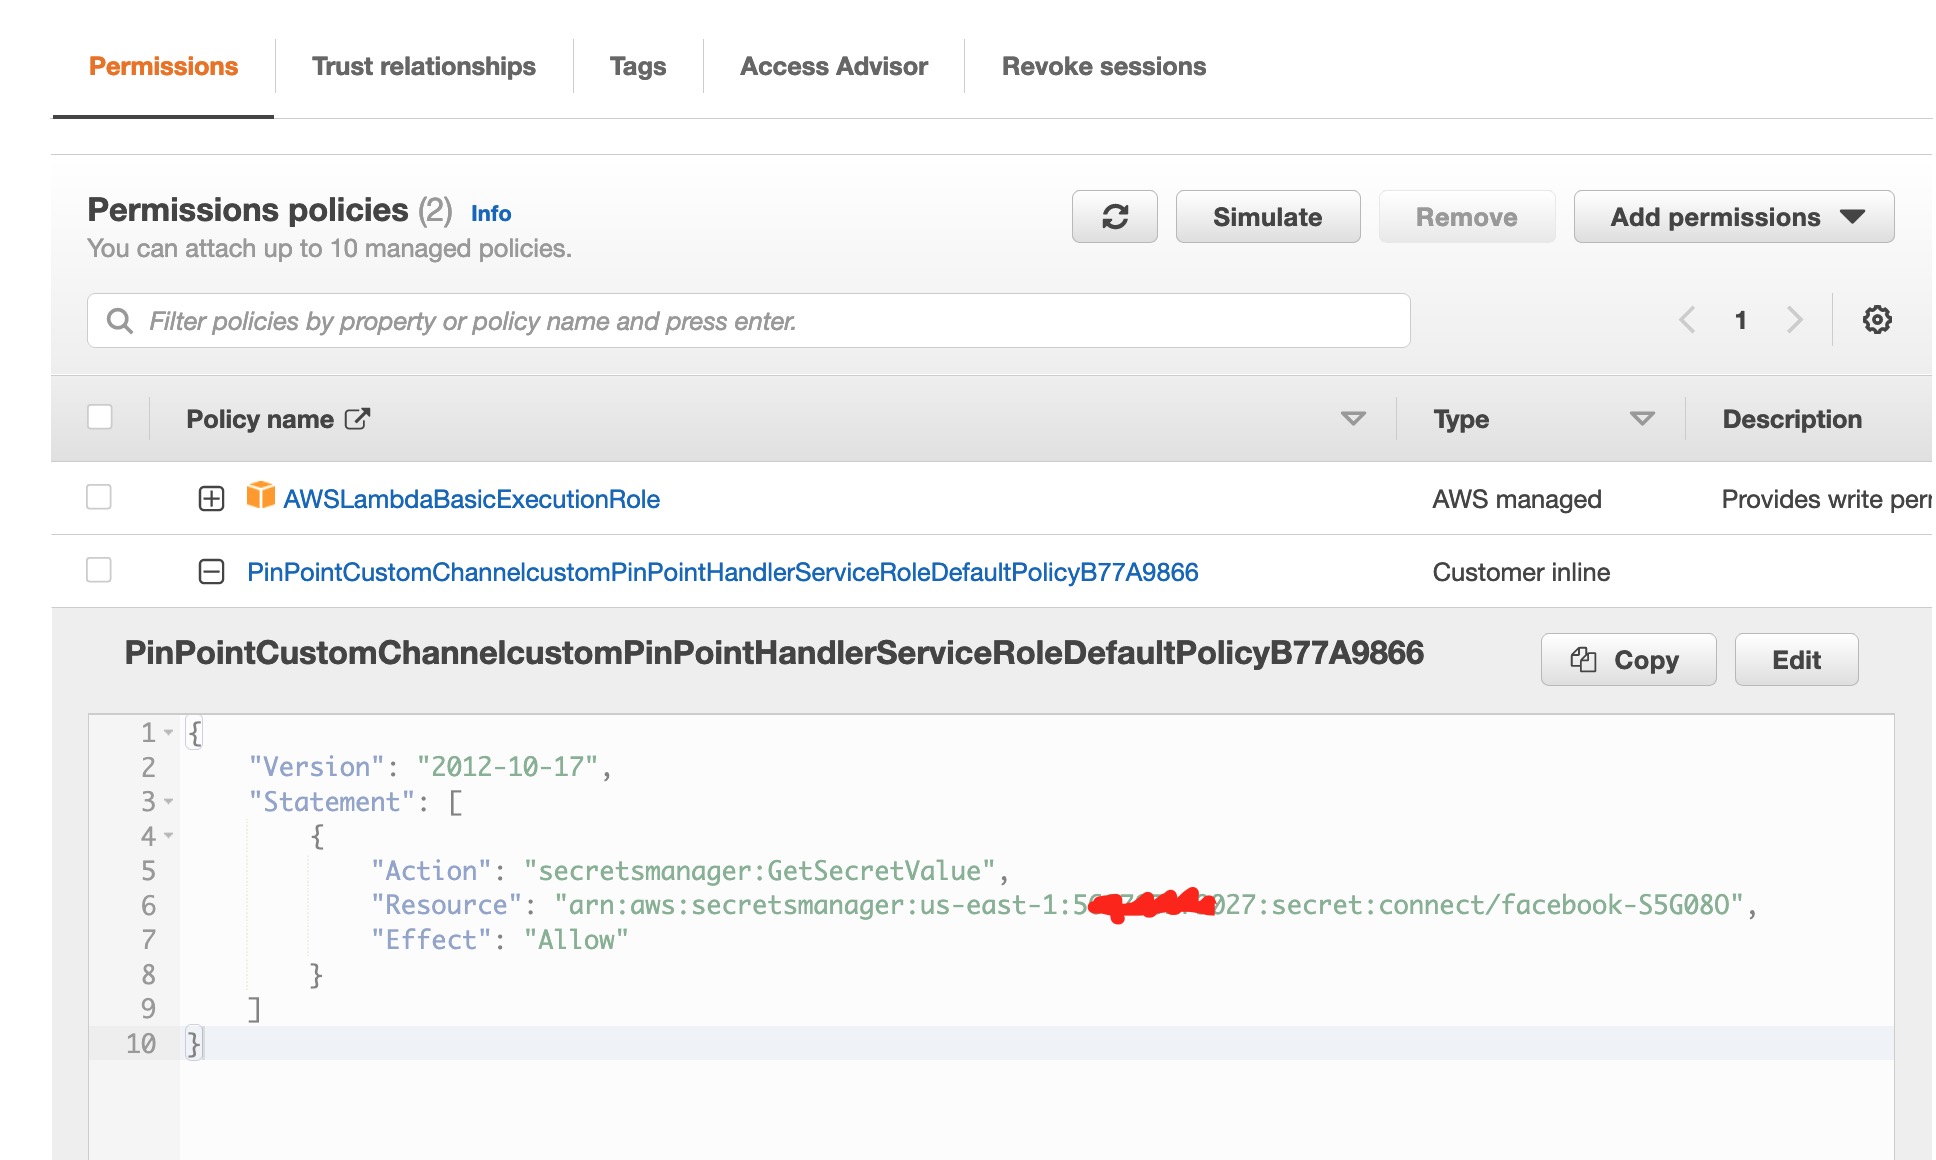 Permissions Trust relationships Tags Access Advisor Revoke sessions
Permissions policies (2) Info
You can attach up to 10 managed policies.
Simulate Remove Add permissions
Filter policies by property or policy name and press enter.
1
Policy name Type Description
AWSLambdaBasicExecutionRole AWS managed Provides write
PinPointCustomChannelcustomPinPointHandlerServiceRoleDefaultPolicyB77A9866 Customer inline
PinPointCustomChannelcustomPinPointHandlerServiceRoleDefaultPolicyB77A9866
Copy Edit
1 {
2 "Version": "2012-10-17",
3 "Statement": [
4 {
5 "Action": "secretsmanager:GetSecretValue",
6 "Resource": "arn:aws:secretsmanager:us-east-1:5 027:secret:connect/facebook-S5G08O",
7 "Effect": "Allow"
8 }
9 ]
10 }